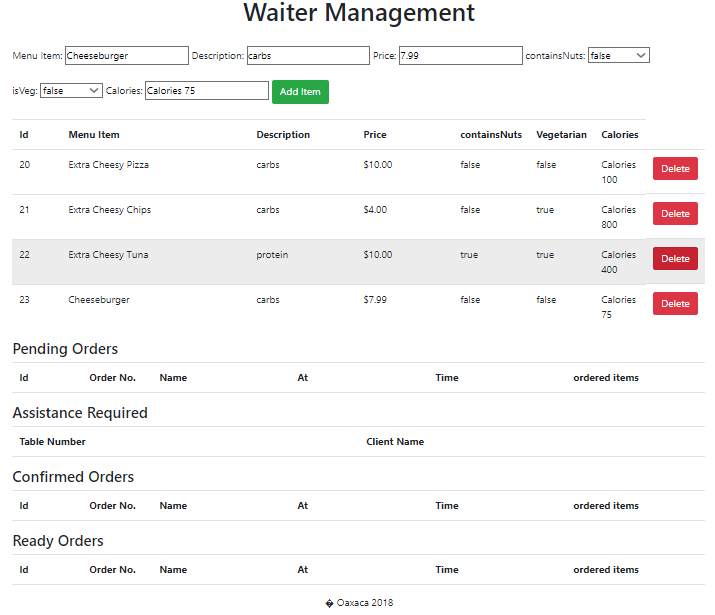 Waiter Management
Menu Item: Cheeseburger Description: carbs Price: 7.99 containsNuts: false
isVeg: false Calories: Calories 75 Add Item
Id Menu Item Description Price containsNuts Vegetarian Calories
20 Extra Cheesy Pizza carbs $10.00 false false Calories 100 Delete
21 Extra Cheesy Chips carbs $4.00 false true Calories 800 Delete
22 Extra Cheesy Tuna protein $10.00 true true Calories 400 Delete
23 Cheeseburger carbs $7.99 false false Calories 75 Delete
Pending Orders
Id Order No. Name At Time ordered items
Assistance Required
Table Number Client Name
Confirmed Orders
Id Order No. Name At Time ordered items
Ready Orders
Id Order No. Name At Time ordered items
� Oaxaca 2018